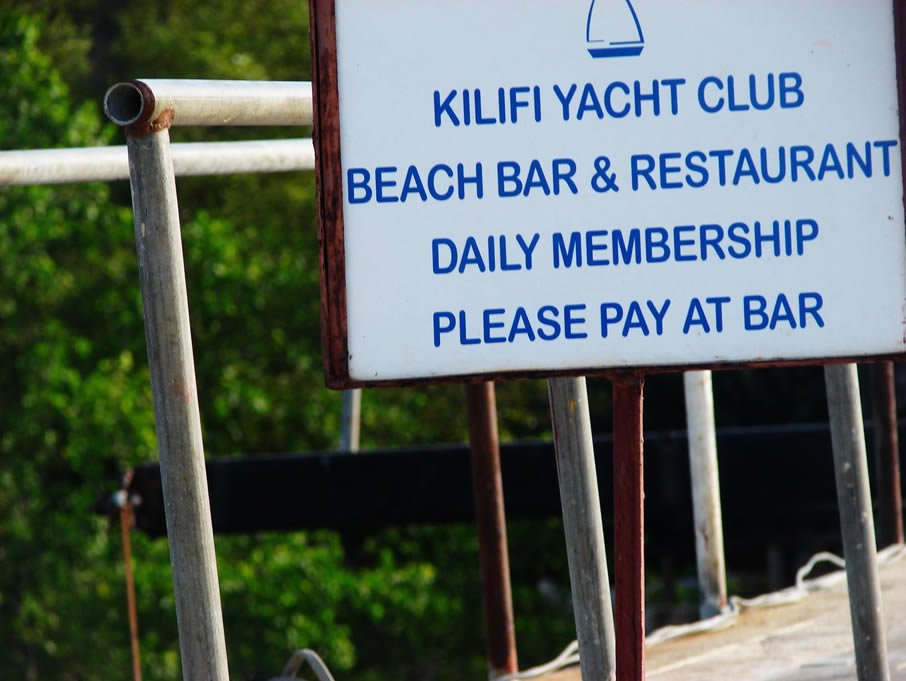 KILIFI YACHT CLUB
BEACH BAR & RESTAURANT
DAILY MEMBERSHIP
PLEASE PAY AT BAR